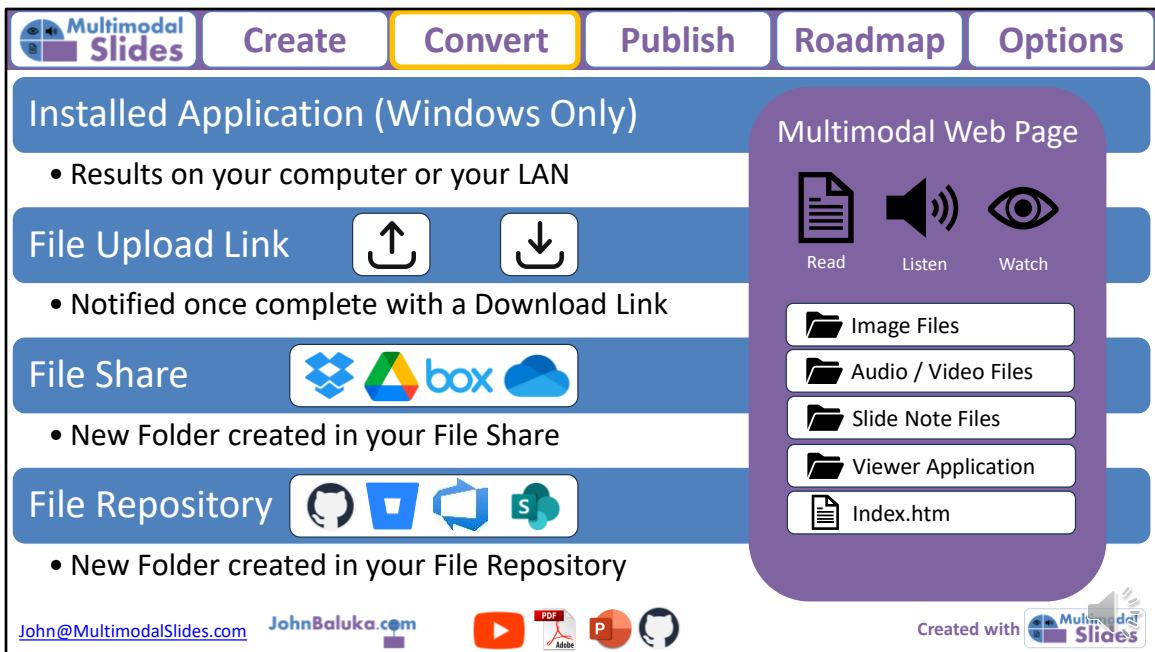 Multimodal
Slides
Create
Convert
Publish
Roadmap
Options
Installed Application (Windows Only)
• Results on your computer or your LAN
File Upload Link
• Notified once complete with a Download Link
File Share
box
• New Folder created in your File Share
File Repository
S
• New Folder created in your File Repository
Multimodal Web Page
Read
Listen
Watch
Image Files
Audio / Video Files
Slide Note Files
Viewer Application
Index.htm
John@MultimodalSlides.com
JohnBaluka.com
PDF
Adobe
P
Created with
Multimodal
Slides